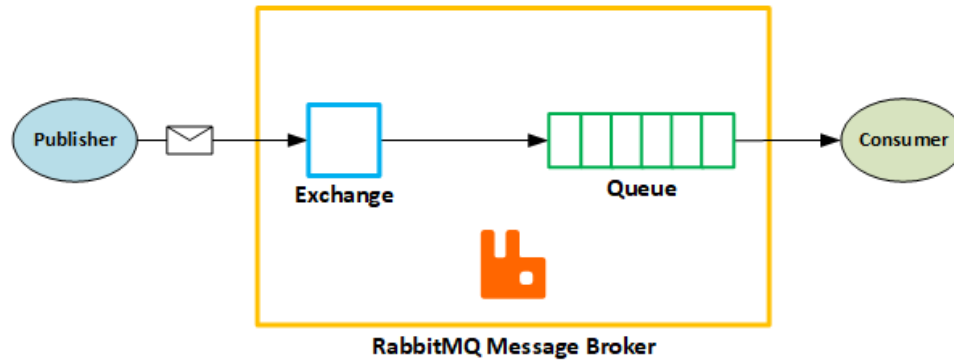 Publisher
Exchange
Queue
Consumer
RabbitMQ Message Broker